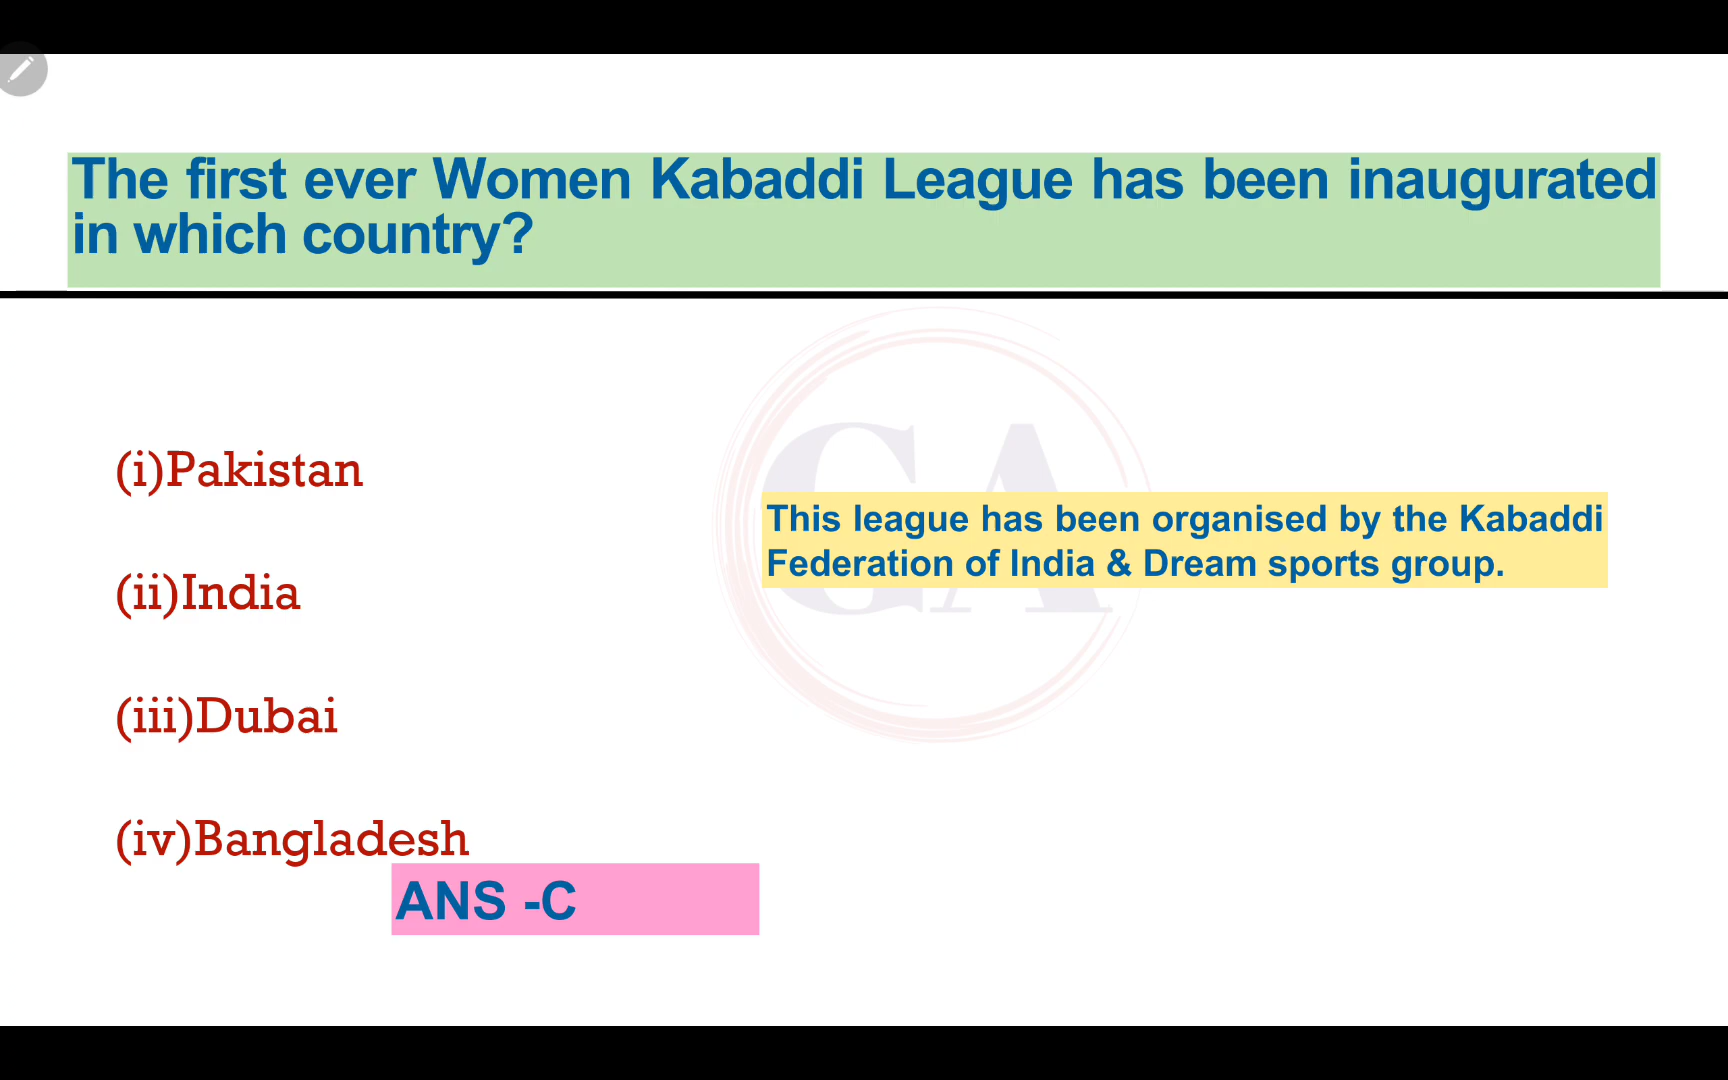 The first ever Women Kabaddi League has been inaugurated
in which country?
GA
(i)Pakistan
This league has been organised by the Kabaddi
Federation of India & Dream sports group.
(ii)India
(iii)Dubai
(iv)Bangladesh
ANS -C